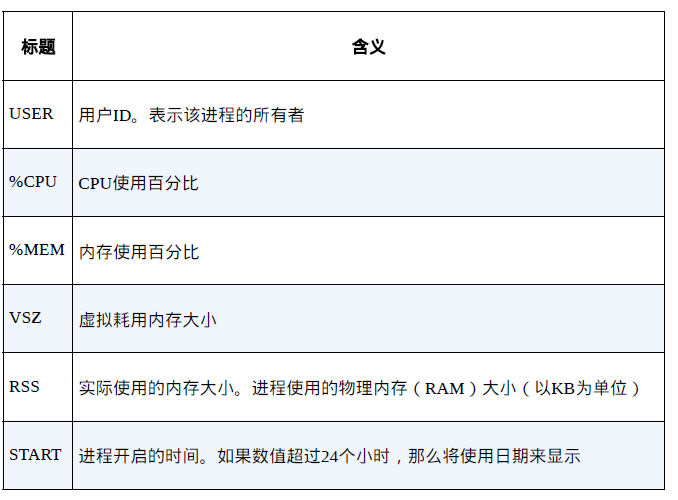 标题 含义
USER 用户ID。表示该进程的所有者
%CPU CPU使用百分比
%MEM 内存使用百分比
VSZ 虚拟耗用内存大小
RSS 实际使用的内存大小。进程使用的物理内存（RAM）大小（以KB为单位）
START 进程开启的时间。如果数值超过24个小时，那么将使用日期来显示